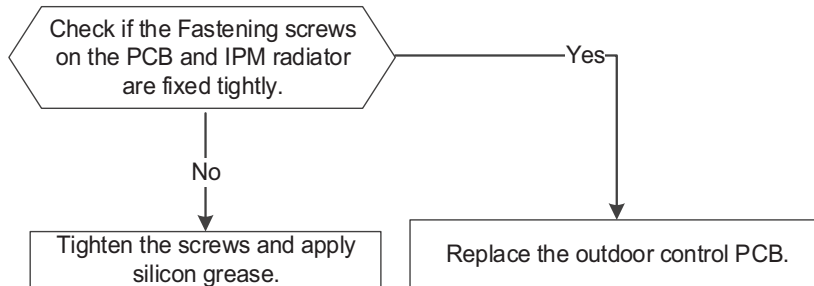 Check if the Fastening screws
on the PCB and IPM radiator
are fixed tightly.
Yes
No
Tighten the screws and apply
silicon grease.
Replace the outdoor control PCB.